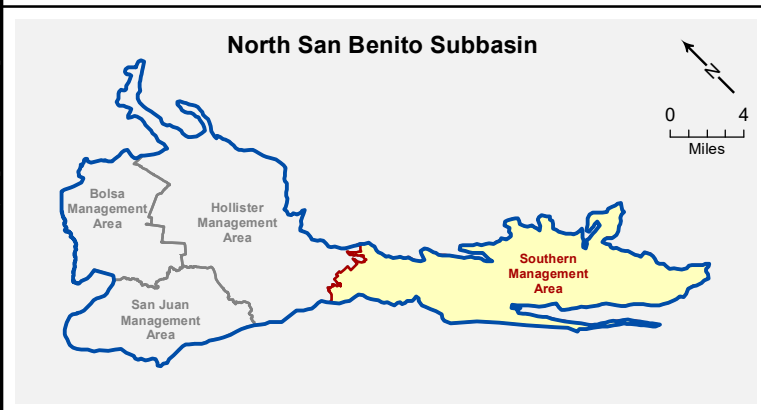 North San Benito Subbasin
N
0 4
Miles
Bolsa
Management
Area
Hollister
Management
Area
San Juan
Management
Area
Southern
Management
Area